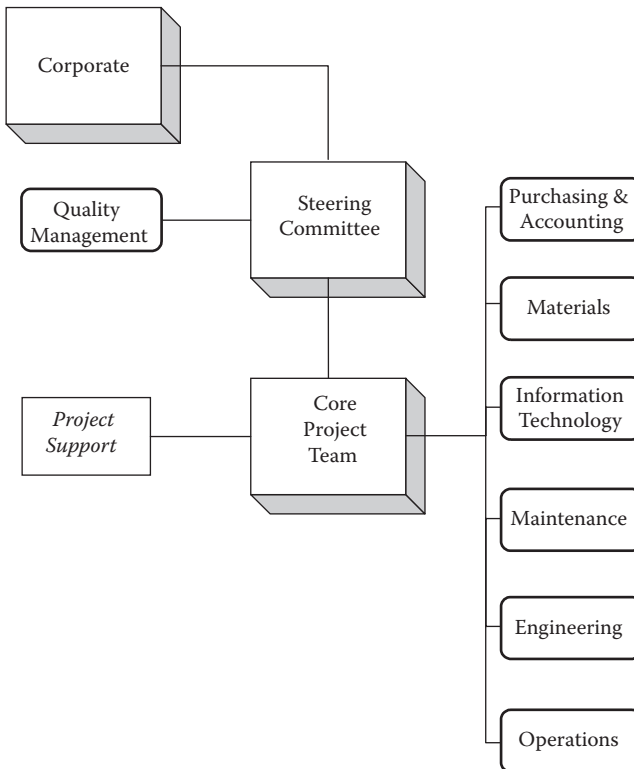 Corporate
Quality
Management
Steering
Committee
Purchasing &
Accounting
Materials
Information
Technology
Project
Support
Core
Project
Team
Maintenance
Engineering
Operations